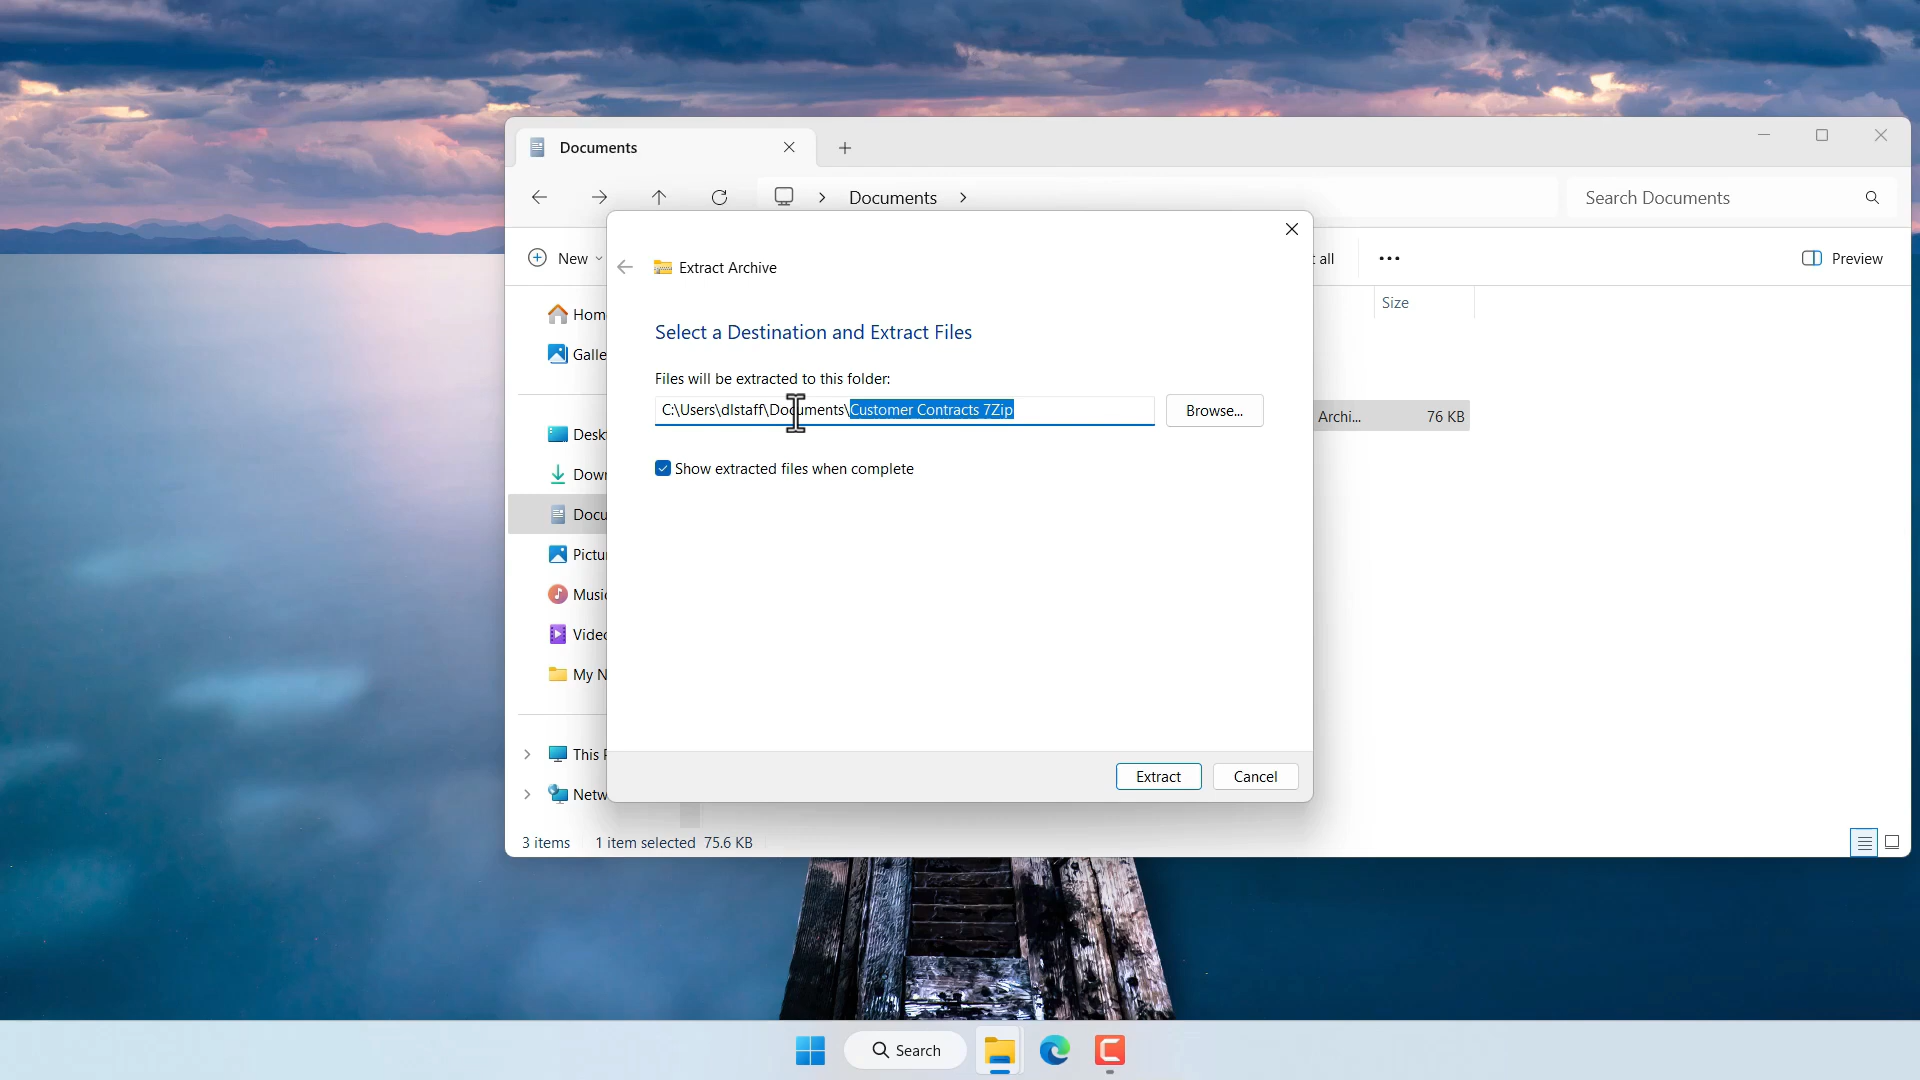 Documents
Documents
Search Documents
New
all
Preview
Extract Archive
Select a Destination and Extract Files
Files will be extracted to this folder:
C:\Users\dlstaff\Documents\Customer Contracts 7Zip
Browse...
Show extracted files when complete
Extract
Cancel
Size
Archi...
76 KB
Hom
Galle
Desk
Down
Docu
Pictu
Music
Video
My N
This P
Netw
3 items
1 item selected 75.6 KB
Search